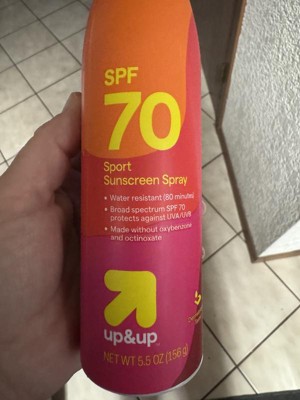 SPF
70
Sport
Sunscreen Spray
• Water resistant (80 minutes)
• Broad spectrum SPF 70
protects against UVA/UVB
• Made without oxybenzone
and octinoxate
up&up™
NET WT 5.5 OZ (156 g)